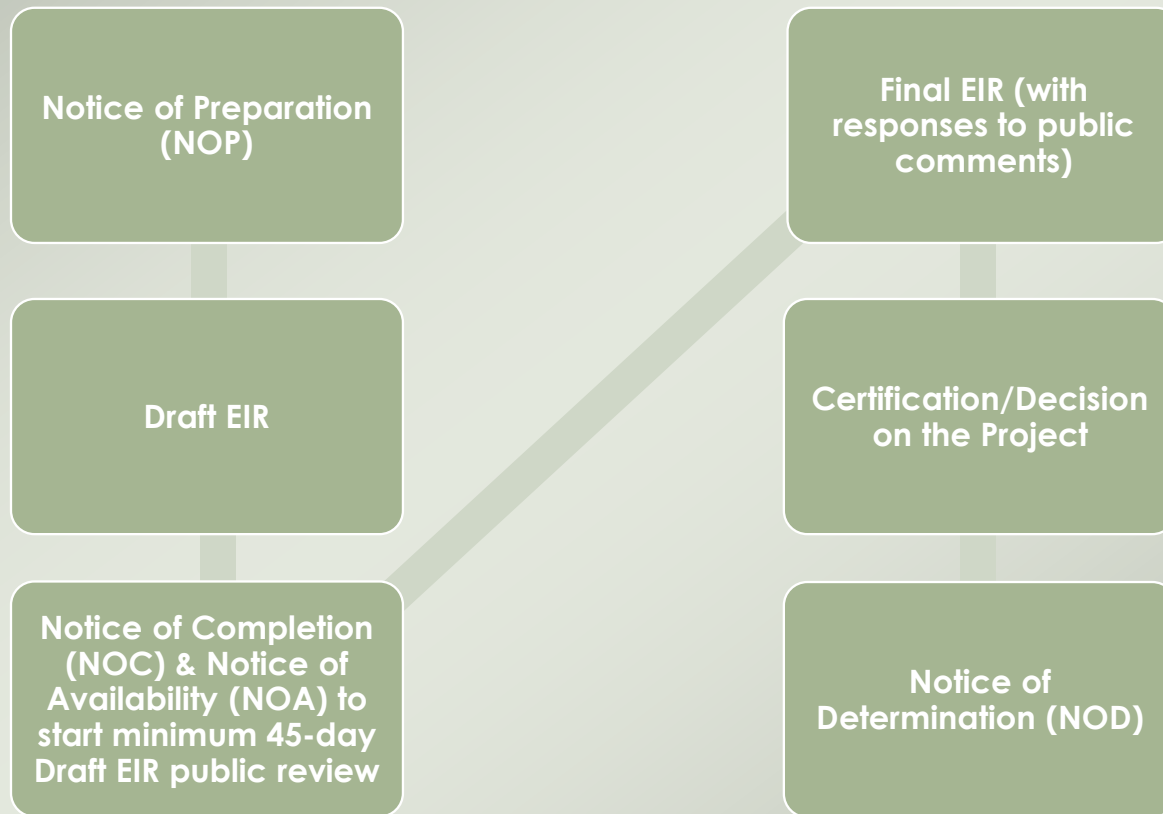 Notice of Preparation
(NOP)
Draft EIR
Notice of Completion
(NOC) & Notice of
Availability (NOA) to
start minimum 45-day
Draft EIR public review
Final EIR (with
responses to public
comments)
Certification/Decision
on the Project
Notice of
Determination (NOD)